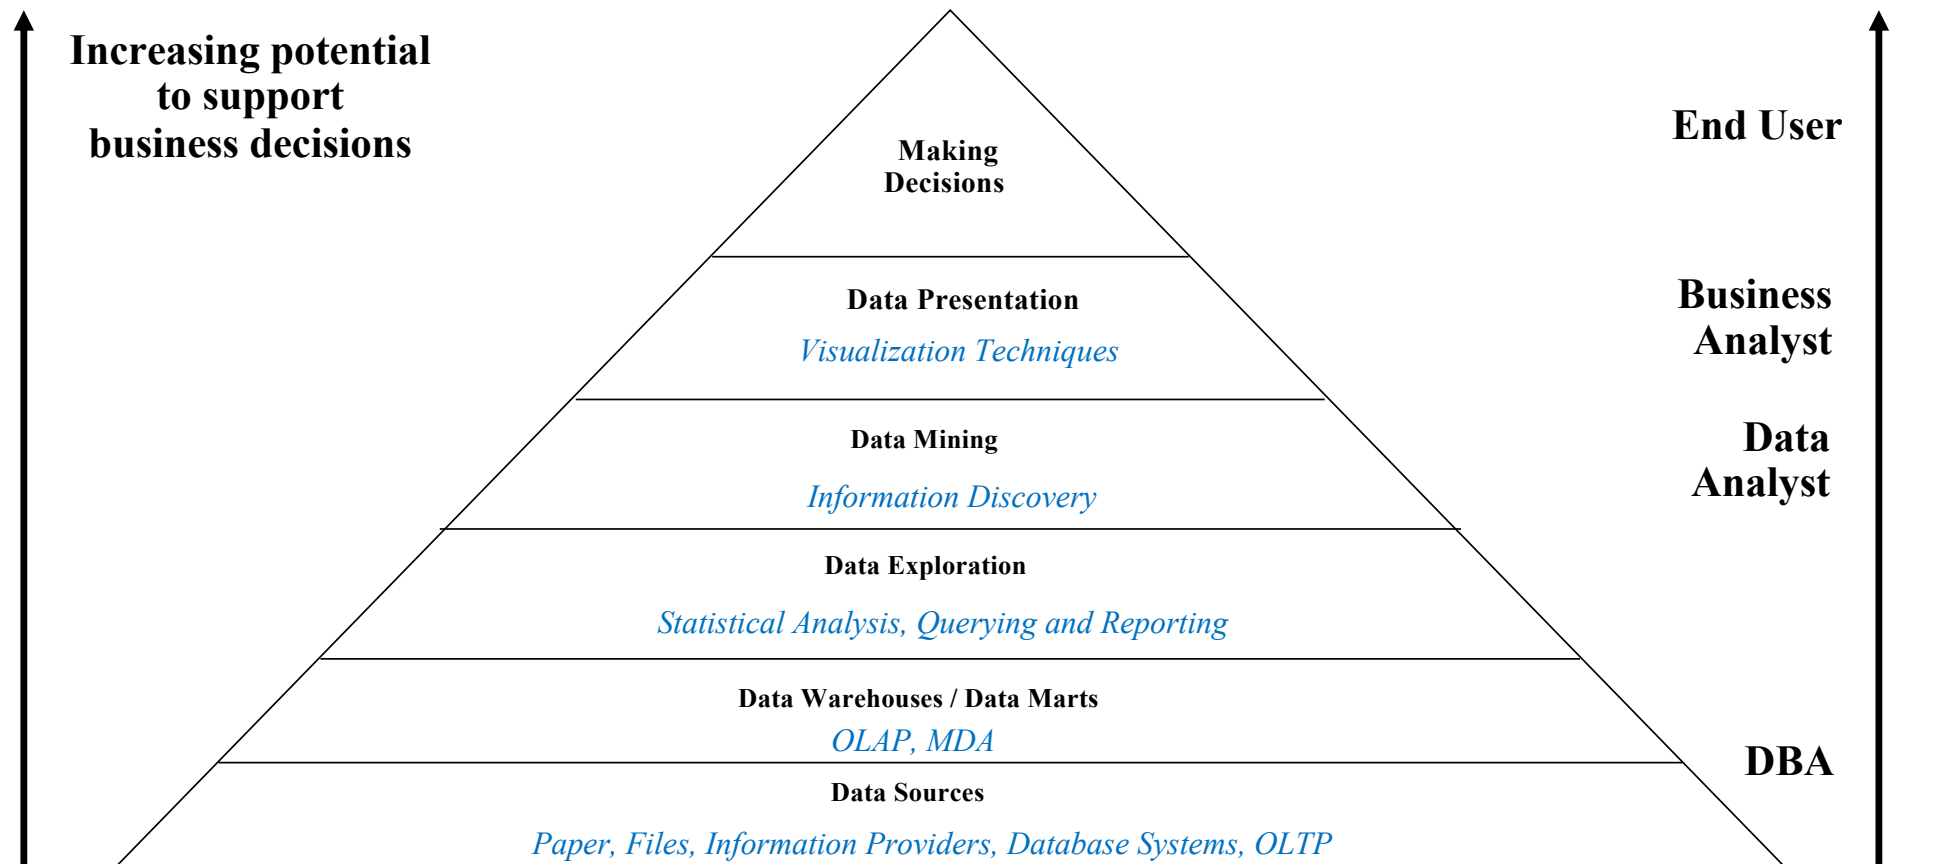 Increasing potential
to support
business decisions
End User
Making
Decisions
Business
Analyst
Data Presentation
Visualization Techniques
Data
Analyst
Data Mining
Information Discovery
Data Exploration
Statistical Analysis, Querying and Reporting
Data Warehouses / Data Marts
OLAP, MDA
DBA
Data Sources
Paper, Files, Information Providers, Database Systems, OLTP